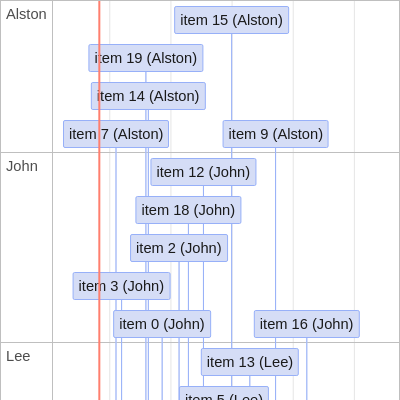 Alston
item 15 (Alston)
item 19 (Alston)
item 14 (Alston)
item 7 (Alston)
item 9 (Alston)
John
item 12 (John)
item 18 (John)
item 2 (John)
item 3 (John)
item 0 (John)
item 16 (John)
Lee
item 13 (Lee)
item 5 (Lee)